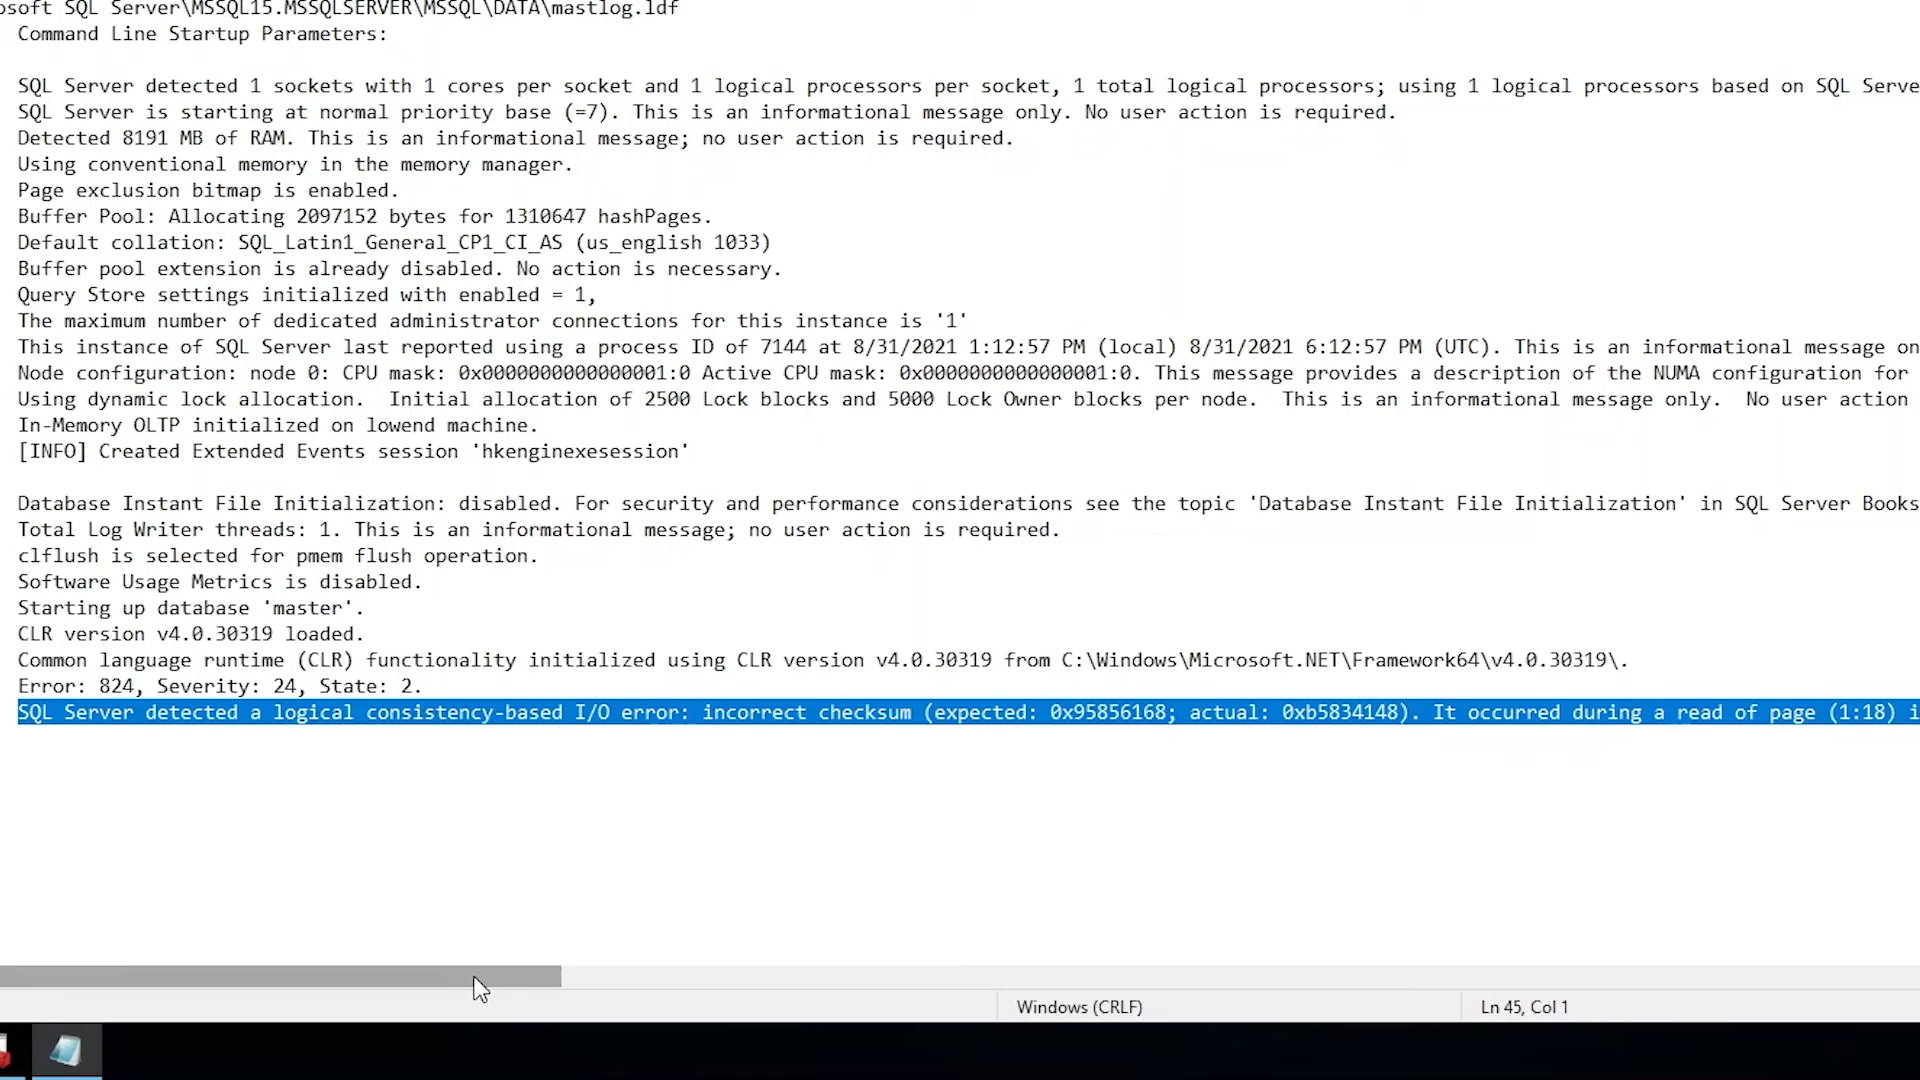 osoft SQL Server\MSSQL15.MSSQLSERVER\MSSQL\DATA\mastlog.ldf
Command Line Startup Parameters:
SQL Server detected 1 sockets with 1 cores per socket and 1 logical processors per socket, 1 total logical processors; using 1 logical processors based on SQL Serve
SQL Server is starting at normal priority base (=7). This is an informational message only. No user action is required.
Detected 8191 MB of RAM. This is an informational message; no user action is required.
Using conventional memory in the memory manager.
Page exclusion bitmap is enabled.
Buffer Pool: Allocating 2097152 bytes for 1310647 hashPages.
Default collation: SQL_Latin1_General_CP1_CI_AS (us_english 1033)
Buffer pool extension is already disabled. No action is necessary.
Query Store settings initialized with enabled = 1,
The maximum number of dedicated administrator connections for this instance is '1'
This instance of SQL Server last reported using a process ID of 7144 at 8/31/2021 1:12:57 PM (local) 8/31/2021 6:12:57 PM (UTC). This is an informational message on
Node configuration: node 0: CPU mask: 0x0000000000000001:0 Active CPU mask: 0x0000000000000001:0. This message provides a description of the NUMA configuration for
Using dynamic lock allocation.  Initial allocation of 2500 Lock blocks and 5000 Lock Owner blocks per node.  This is an informational message only.  No user action
In-Memory OLTP initialized on lowend machine.
[INFO] Created Extended Events session 'hkenginexesession'
Database Instant File Initialization: disabled. For security and performance considerations see the topic 'Database Instant File Initialization' in SQL Server Books
Total Log Writer threads: 1. This is an informational message; no user action is required.
clflush is selected for pmem flush operation.
Software Usage Metrics is disabled.
Starting up database 'master'.
CLR version v4.0.30319 loaded.
Common language runtime (CLR) functionality initialized using CLR version v4.0.30319 from C:\Windows\Microsoft.NET\Framework64\v4.0.30319\.
Error: 824, Severity: 24, State: 2.
SQL Server detected a logical consistency-based I/O error: incorrect checksum (expected: 0x95856168; actual: 0xb5834148). It occurred during a read of page (1:18) i
Windows (CRLF)
Ln 45, Col 1